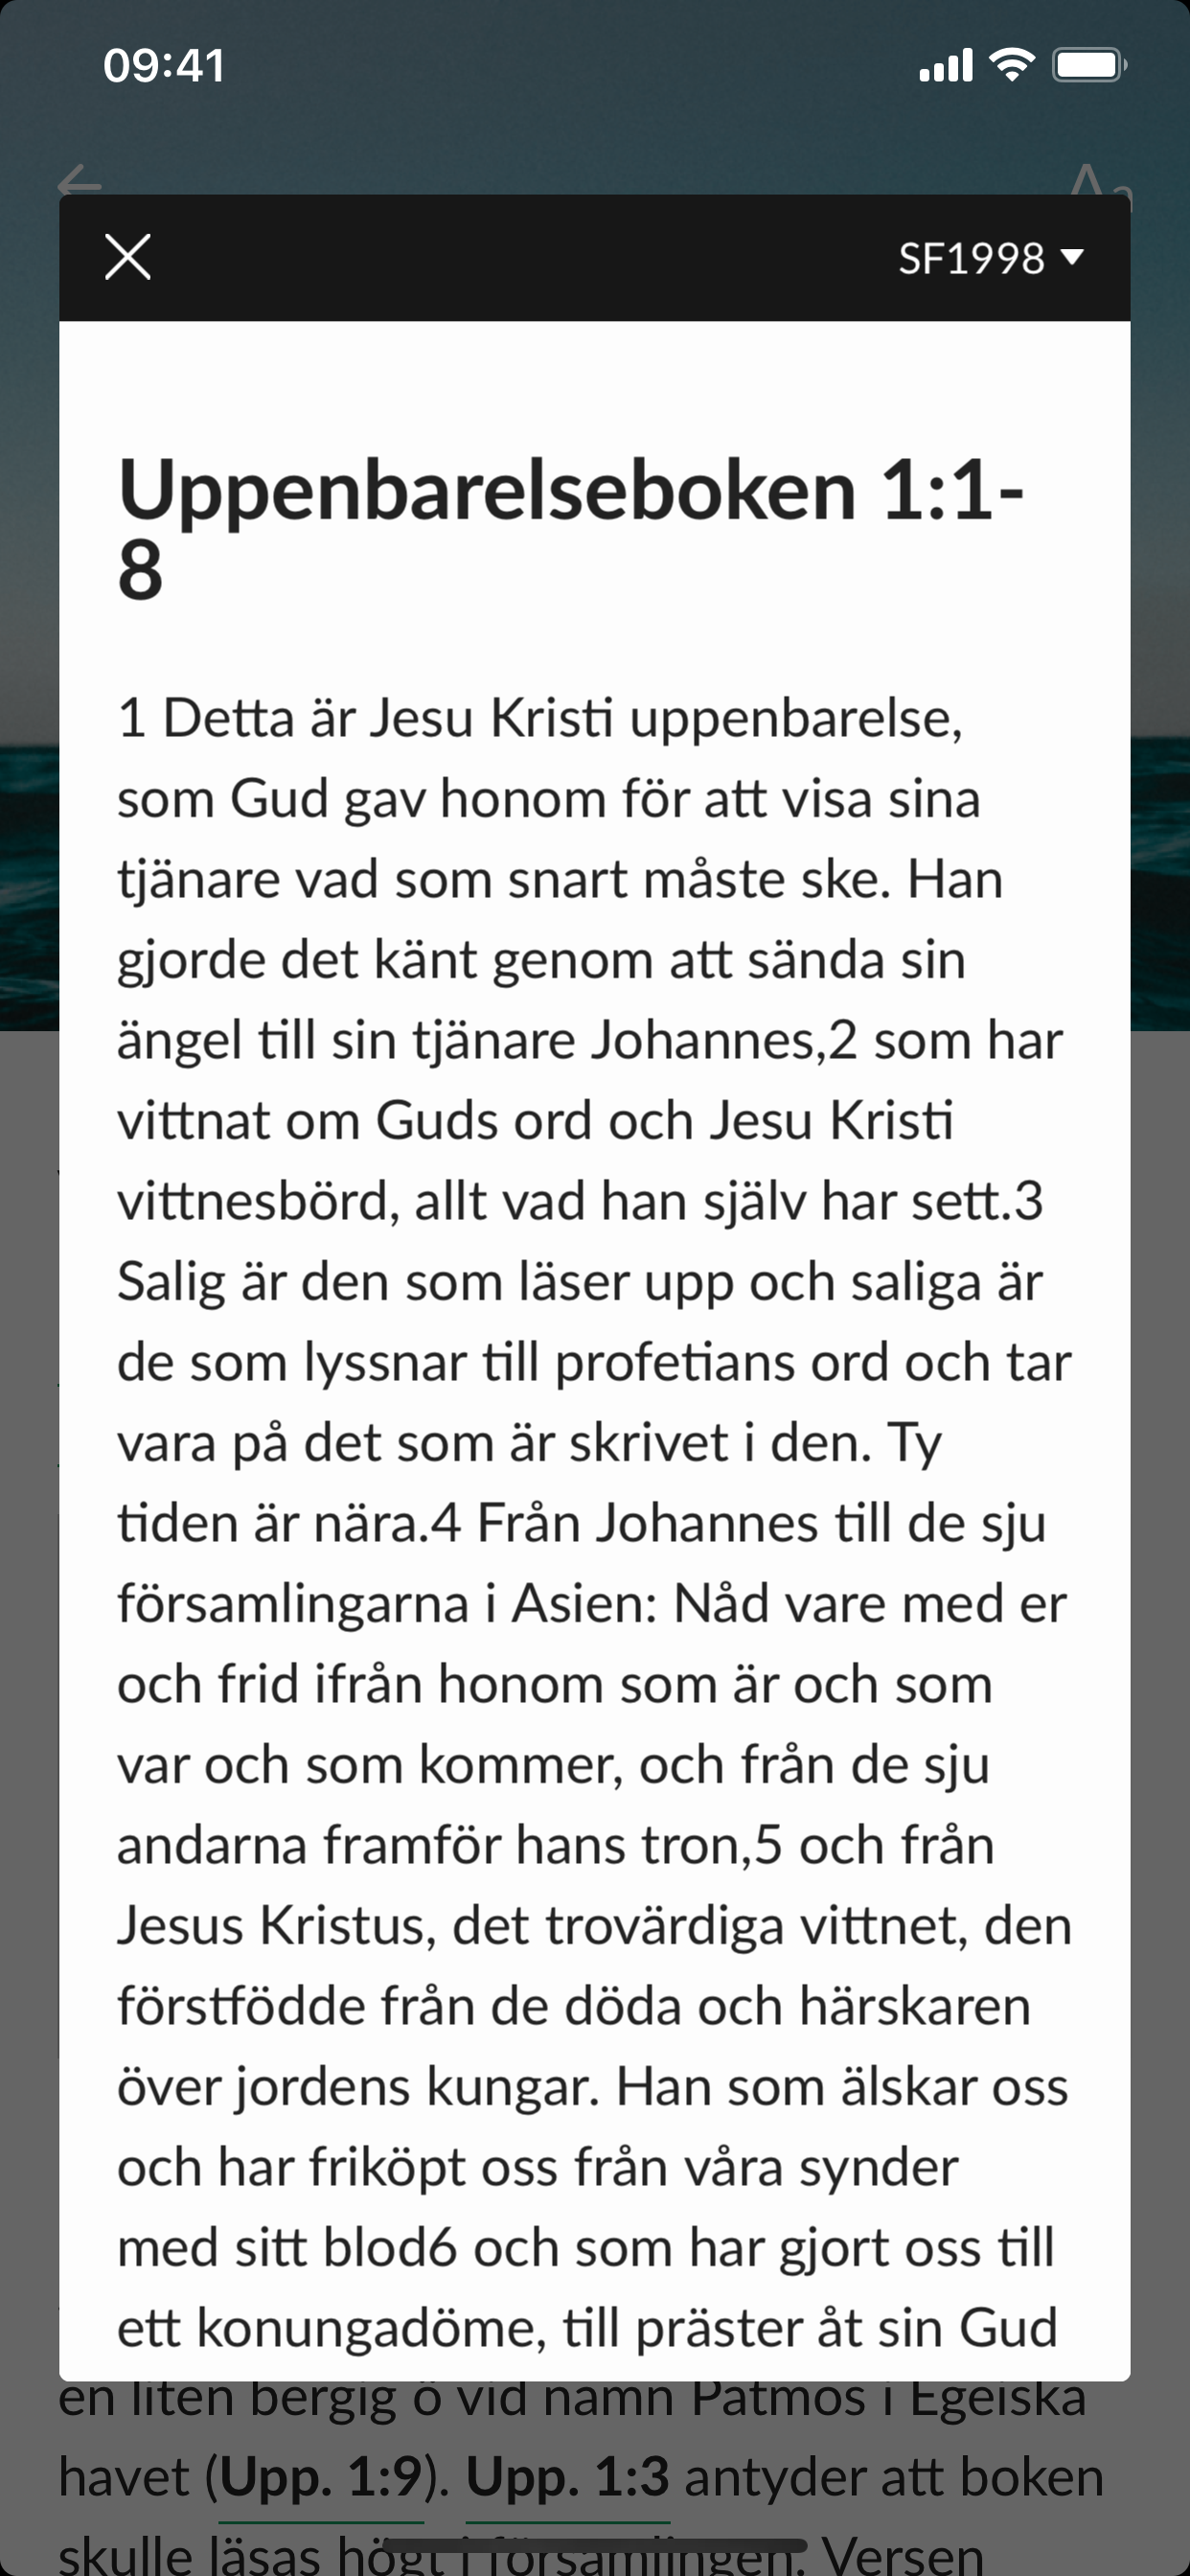 09:41
Aa
SF1998
Uppenbarelseboken 1:1-
8
1 Detta är Jesu Kristi uppenbarelse,
som Gud gav honom för att visa sina
tjänare vad som snart måste ske. Han
gjorde det känt genom att sända sin
ängel till sin tjänare Johannes,2 som har
vittnat om Guds ord och Jesu Kristi
vittnesbörd, allt vad han själv har sett.3
Salig är den som läser upp och saliga är
de som lyssnar till profetians ord och tar
vara på det som är skrivet i den. Ty
tiden är nära.4 Från Johannes till de sju
församlingarna i Asien: Nåd vare med er
och frid ifrån honom som är och som
var och som kommer, och från de sju
andarna framför hans tron,5 och från
Jesus Kristus, det trovärdiga vittnet, den
förstfödde från de döda och härskaren
över jordens kungar. Han som älskar oss
och har friköpt oss från våra synder
med sitt blod6 och som har gjort oss till
ett konungadöme, till präster åt sin Gud
en liten bergig ö vid namn Patmos i Egeiska
havet (Upp. 1:9). Upp. 1:3 antyder att boken
skulle läsas högt i församlingen. Versen